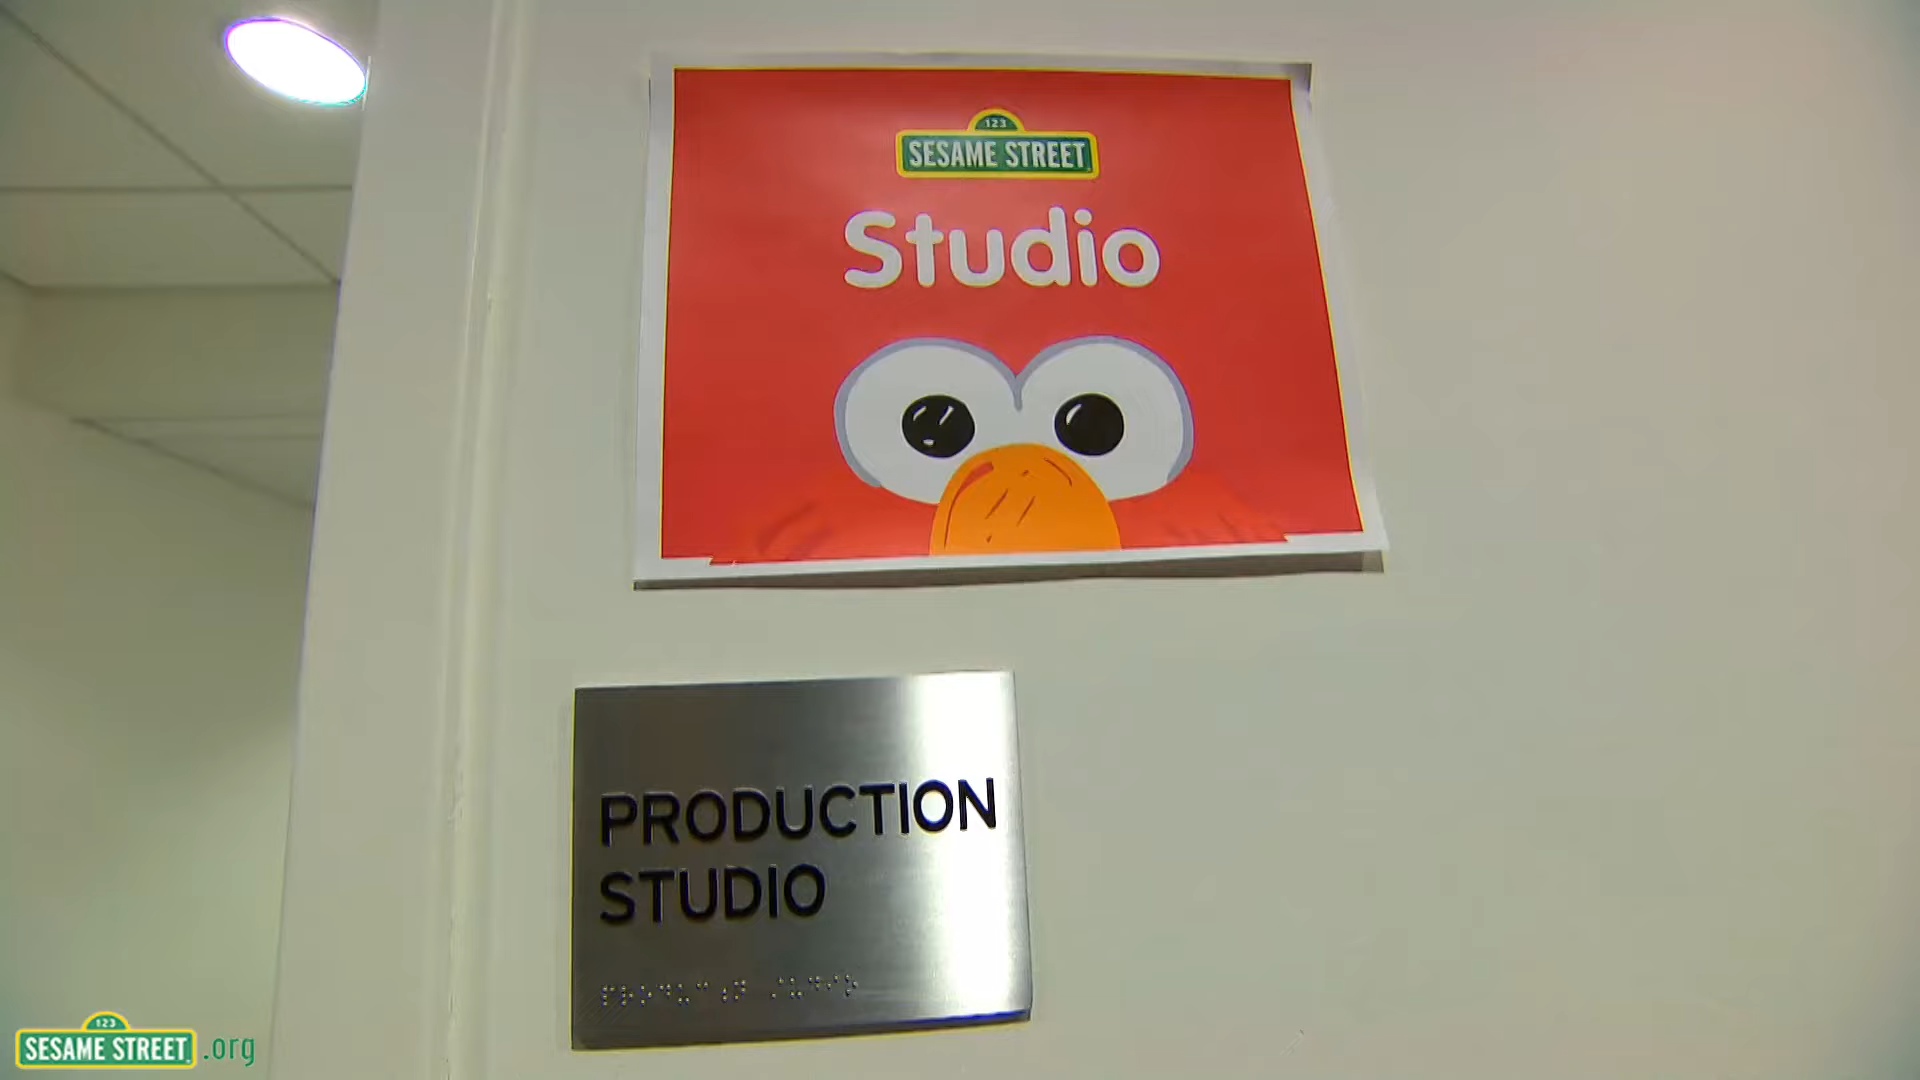 123
SESAME STREET
Studio
PRODUCTION
STUDIO
123
SESAME STREET.org